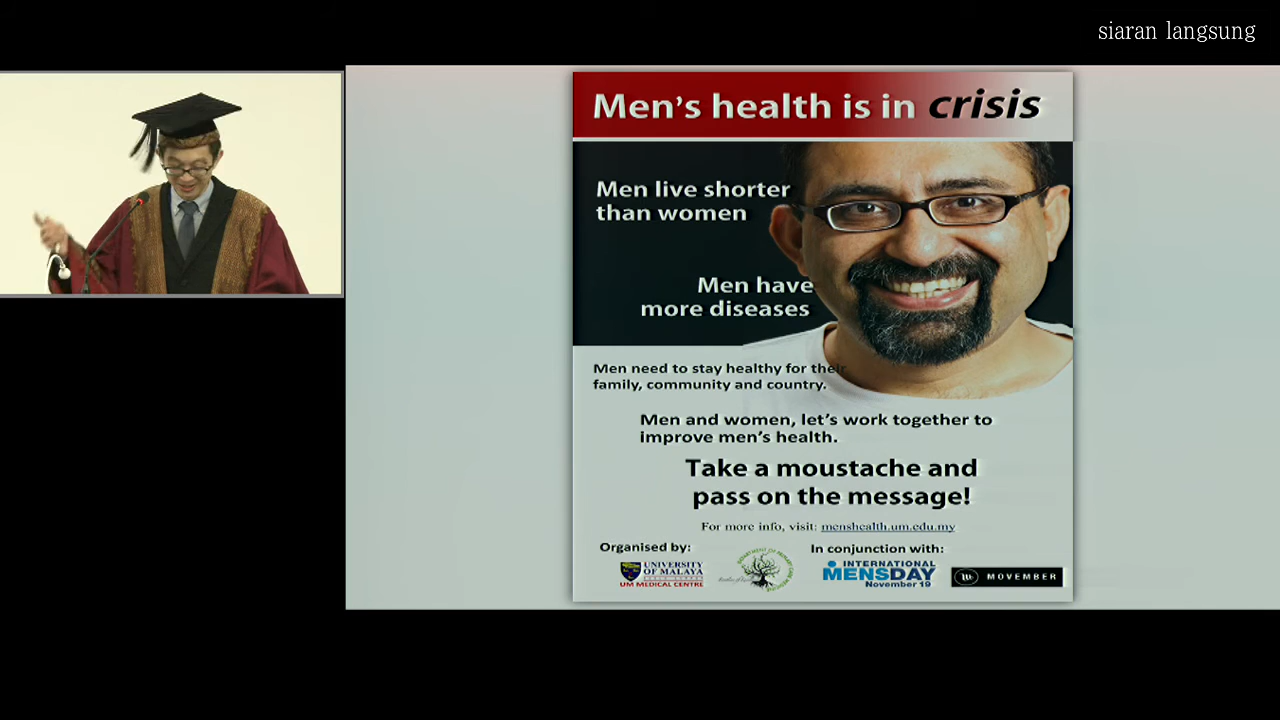 siaran langsung
Men's health is in crisis
Men live shorter
than women
Men have
more diseases
Men need to stay healthy for their
family, community and country.
Men and women, let's work together to
improve men's health.
Take a moustache and
pass on the message!
For more info, visit: menshealth.um.edu.my
Organised by:
UNIVERSITY
OF MALAYA
UM MEDICAL CENTRE
In conjunction with:
INTERNATIONAL
MENSDAY
November 19
MOVEMBER